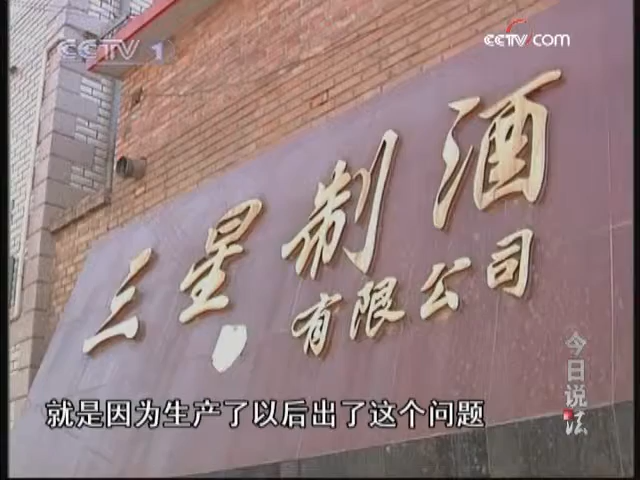 CCTV 1
CCTV.com
三星制酒
有限公司
今日说法
就是因为生产了以后出了这个问题